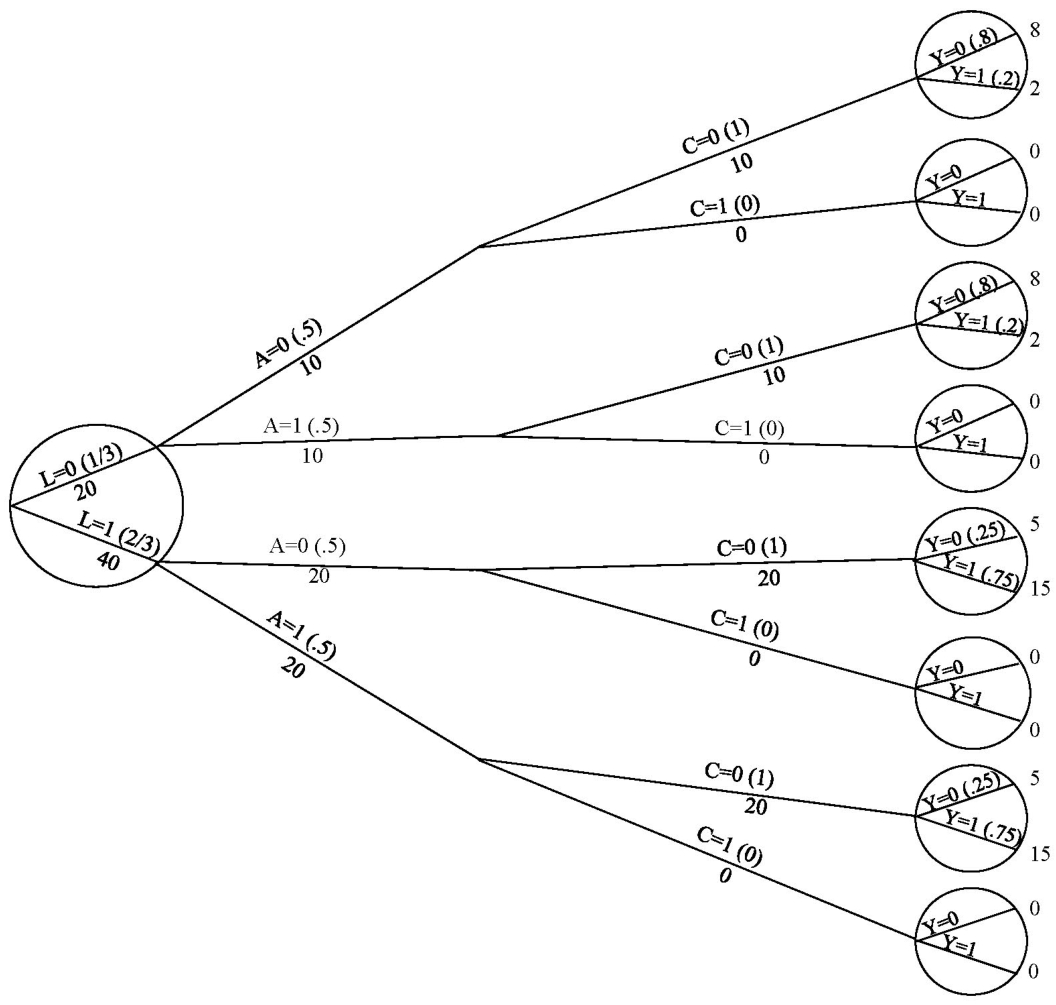 Y=0 (.8)
8
Y=1 (.2)
2
C=0 (1)
10
Y=0
0
Y=1
0
C=1 (0)
0
Y=0 (.8)
8
Y=1 (.2)
2
A=0 (.5)
10
C=0 (1)
10
Y=0
0
Y=1
0
A=1 (.5)
10
C=1 (0)
0
L=0 (1/3)
20
L=1 (2/3)
40
Y=0 (.25)
5
Y=1 (.75)
15
A=0 (.5)
20
C=0 (1)
20
C=1 (0)
0
Y=0
0
Y=1
0
A=1 (.5)
20
C=0 (1)
20
Y=0 (.25)
5
Y=1 (.75)
15
C=1 (0)
0
Y=0
0
Y=1
0